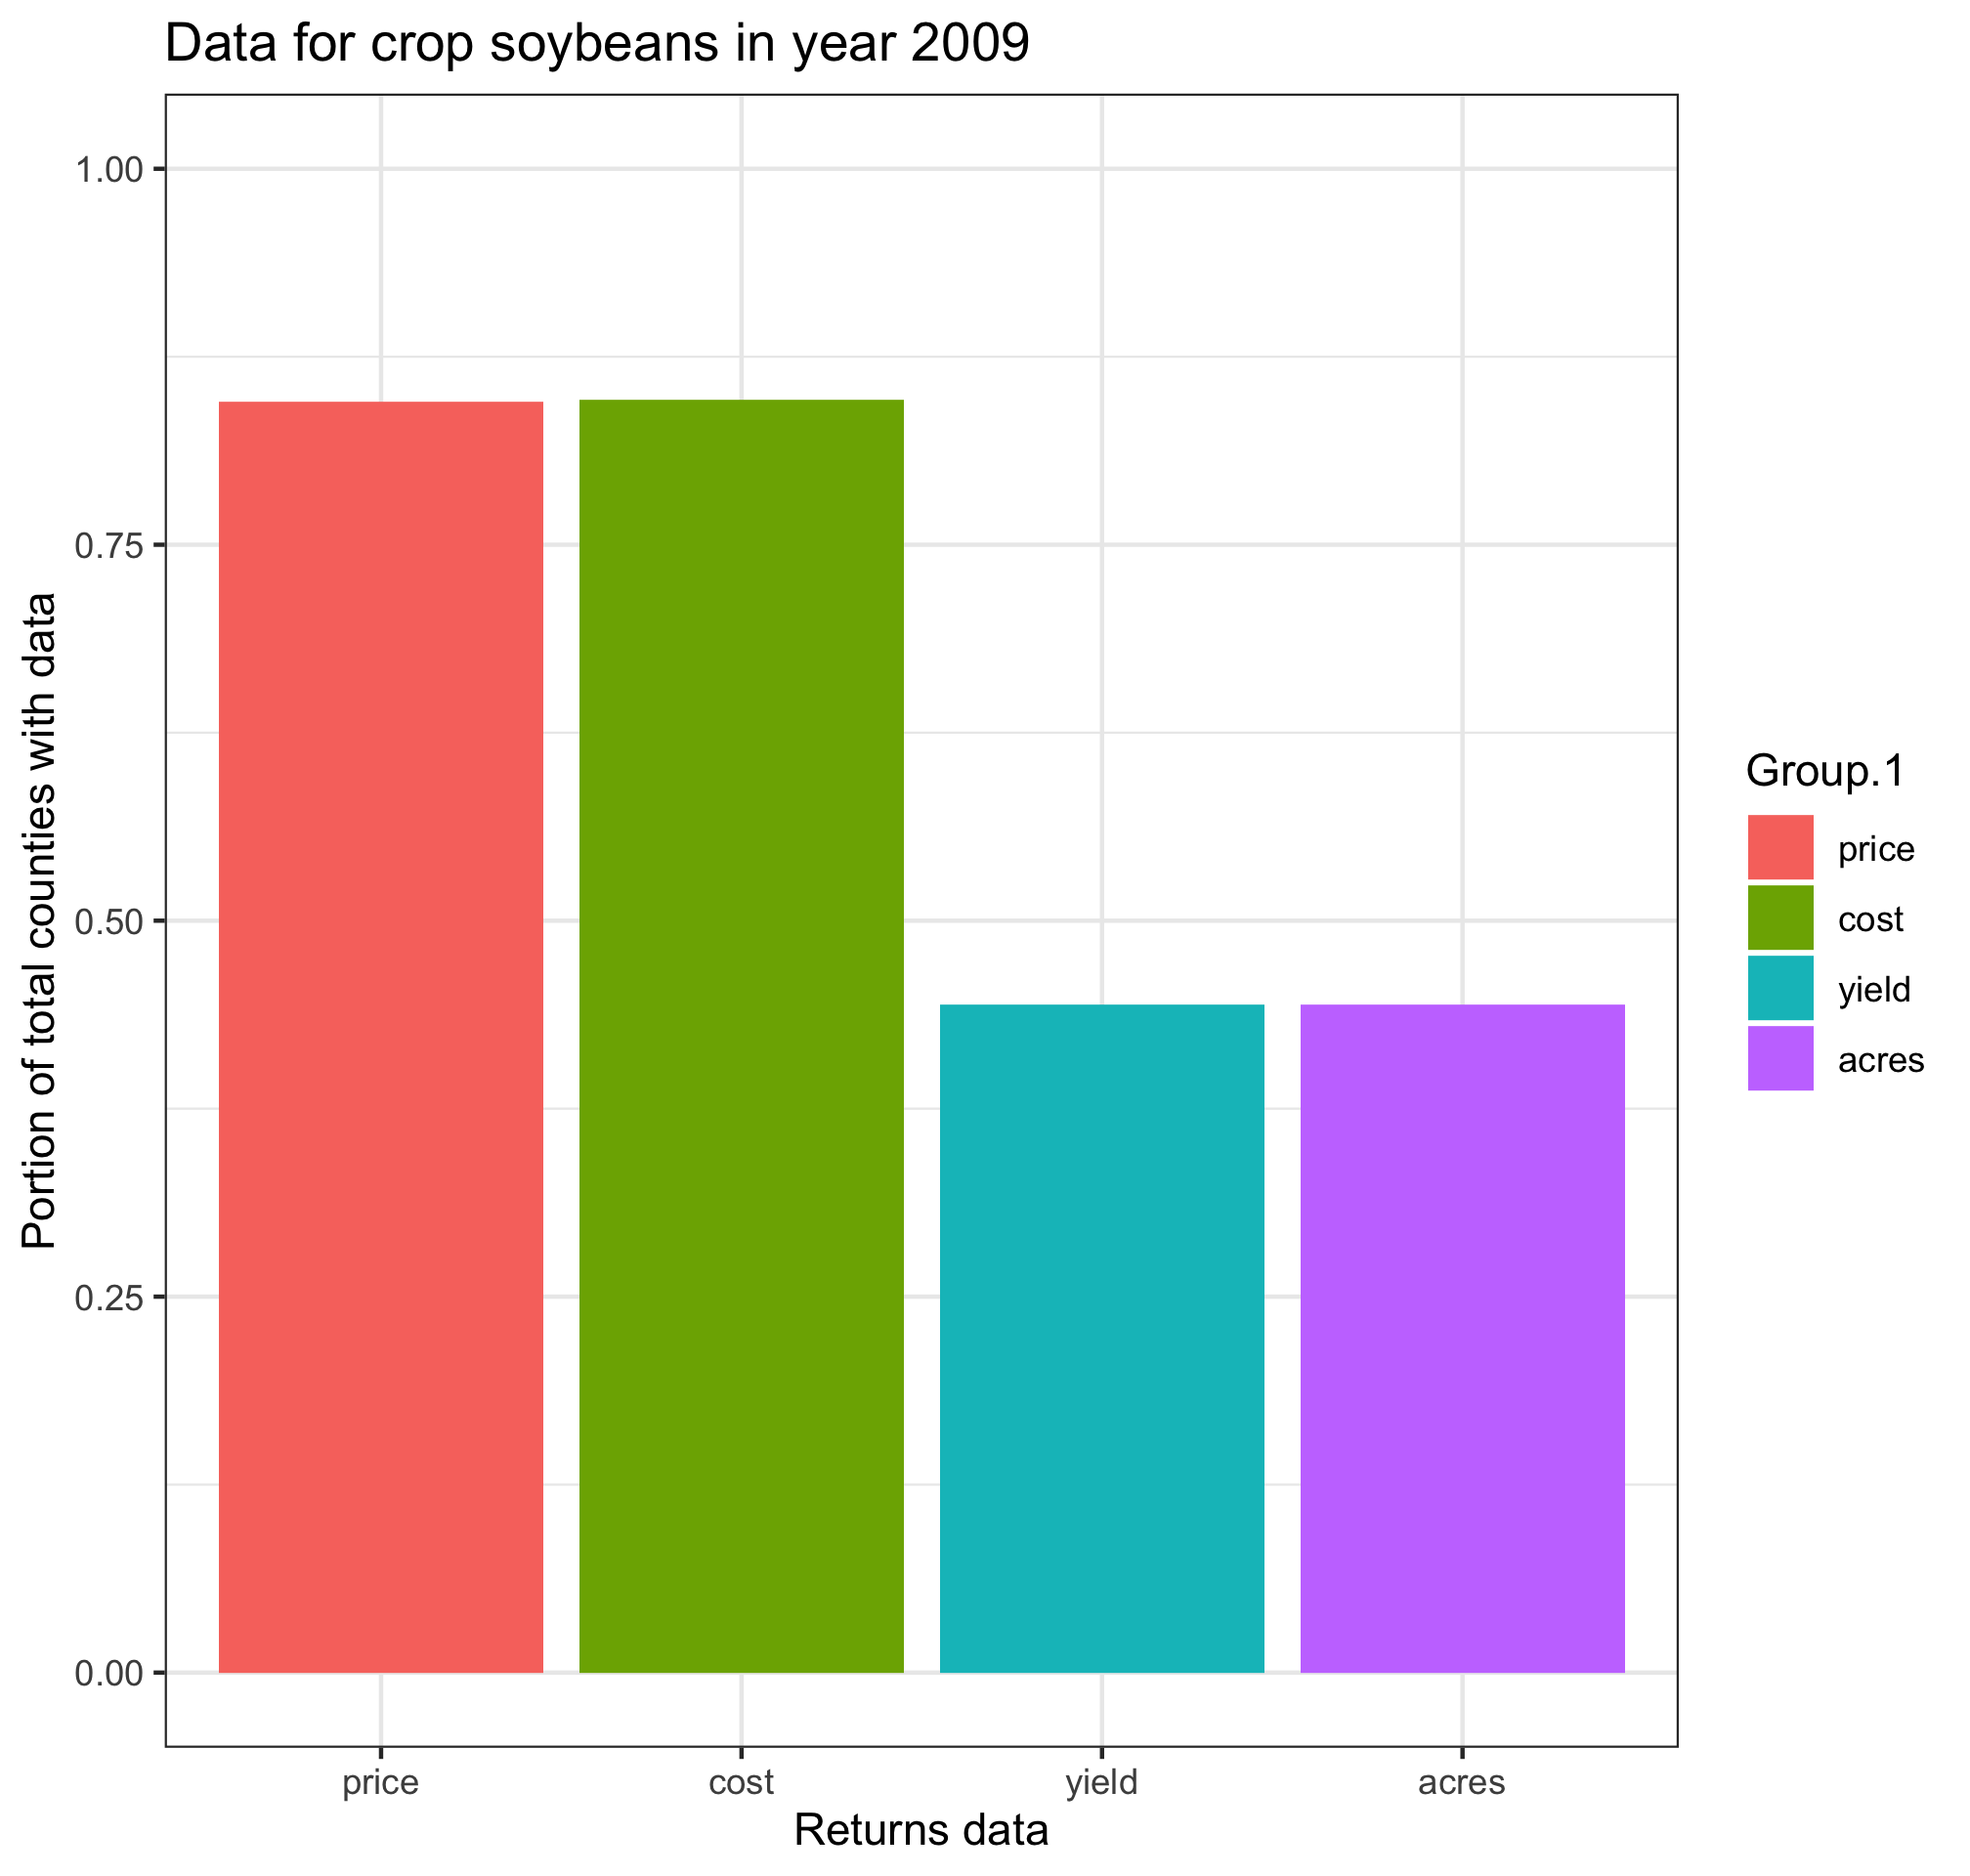 Data for crop soybeans in year 2009
Portion of total counties with data
1.00
0.75
0.50
0.25
0.00
price
cost
yield
acres
Returns data
Group.1
price
cost
yield
acres